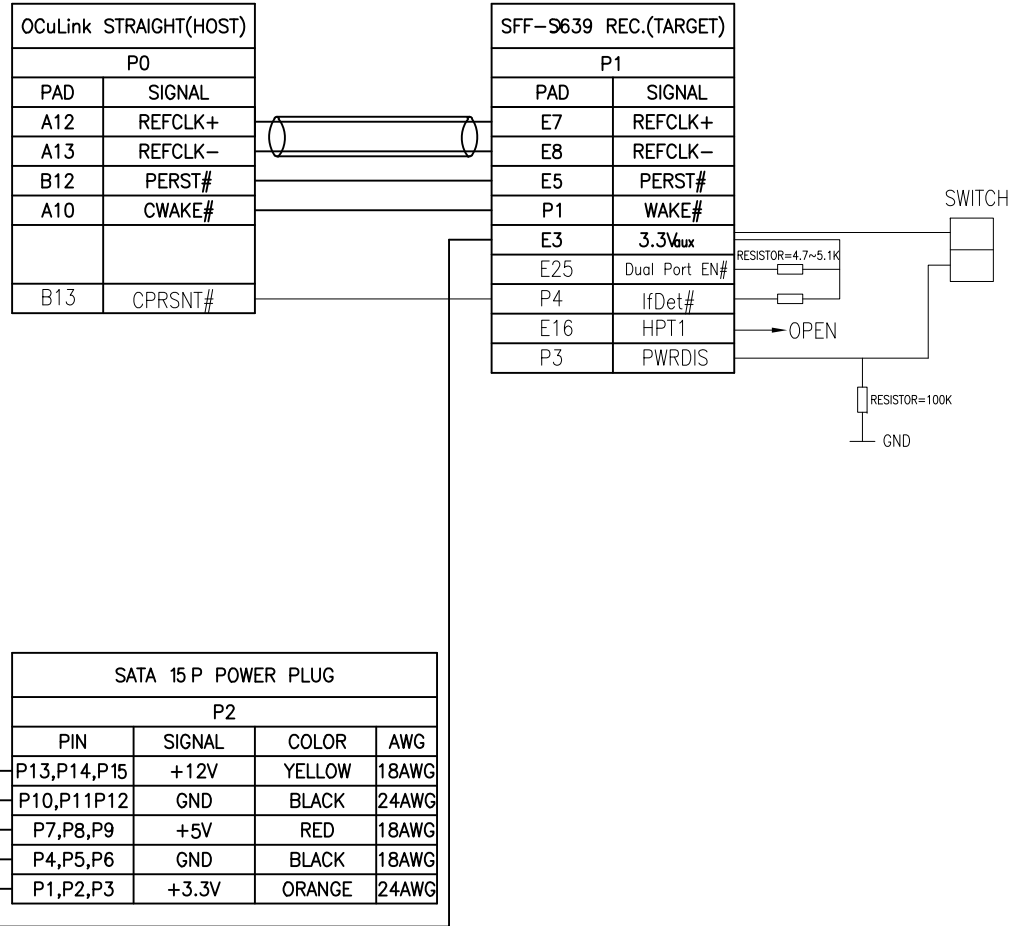 OCuLink STRAIGHT(HOST)
P0
PAD SIGNAL
A12 REFCLK+
A13 REFCLK-
B12 PERST#
A10 CWAKE#
B13 CPRSNT#
SFF-S639 REC.(TARGET)
P1
PAD SIGNAL
E7 REFCLK+
E8 REFCLK-
E5 PERST#
P1 WAKE#
E3 3.3Vaux
E25 Dual Port EN#
P4 IfDet#
E16 HPT1
P3 PWRDIS
SWITCH
RESISTOR=4.7~5.1K
OPEN
RESISTOR=100K
GND
SATA 15 P POWER PLUG
P2
PIN SIGNAL COLOR AWG
P13,P14,P15 +12V YELLOW 18AWG
P10,P11P12 GND BLACK 24AWG
P7,P8,P9 +5V RED 18AWG
P4,P5,P6 GND BLACK 18AWG
P1,P2,P3 +3.3V ORANGE 24AWG